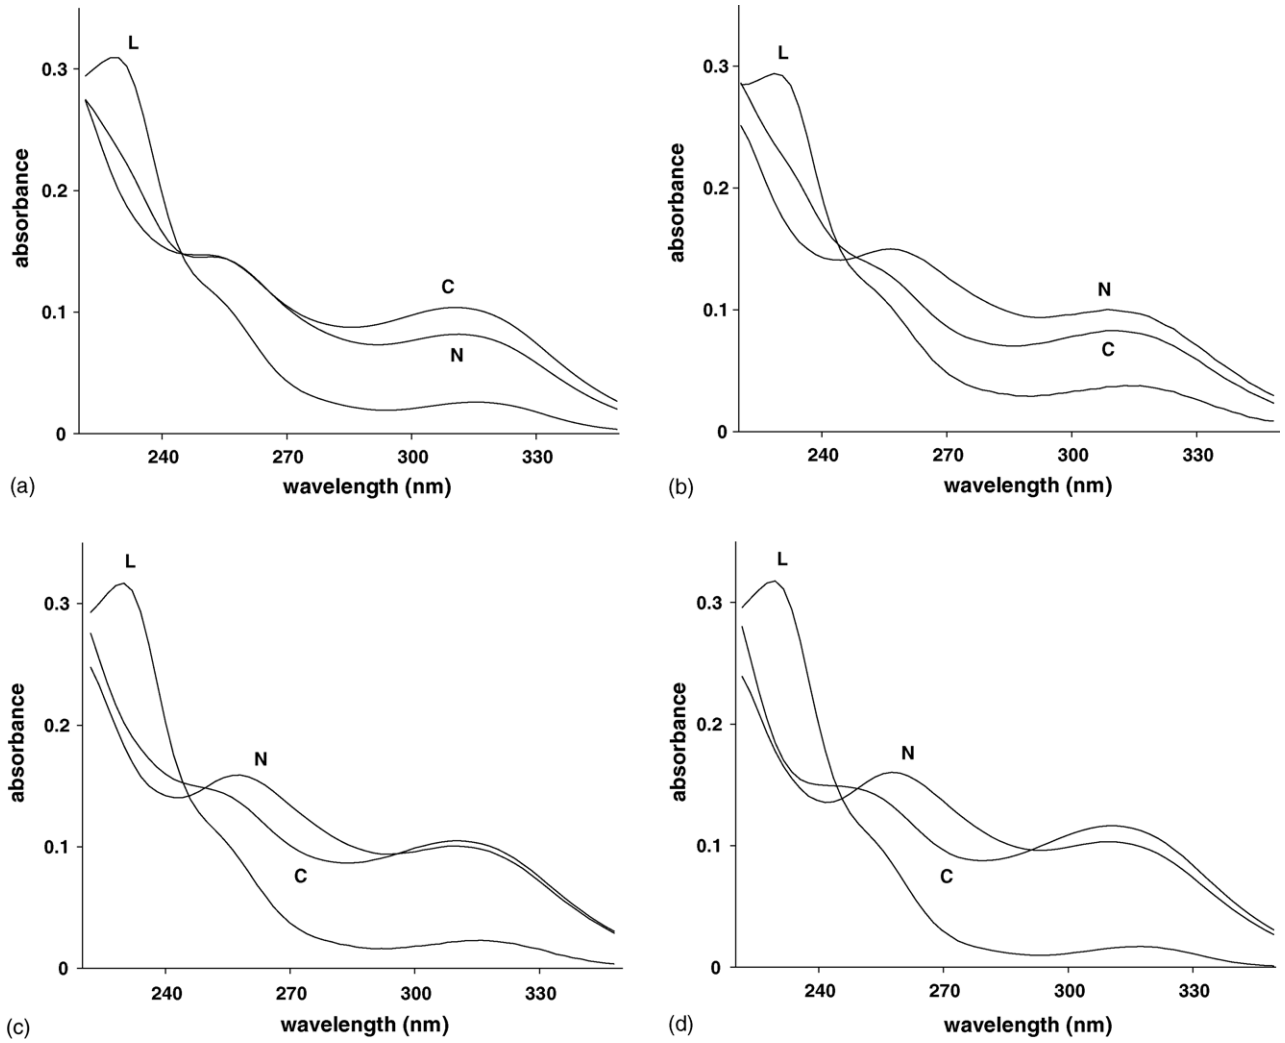 L
0.3
absorbance
0.2
C
0.1
N
0
240 270 300 330
(a)
wavelength (nm)
L
0.3
absorbance
0.2
N
0.1
C
0
240 270 300 330
(b)
wavelength (nm)
L
0.3
absorbance
0.2
N
0.1
C
0
240 270 300 330
(c)
wavelength (nm)
L
0.3
absorbance
0.2
N
0.1
C
0
240 270 300 330
(d)
wavelength (nm)